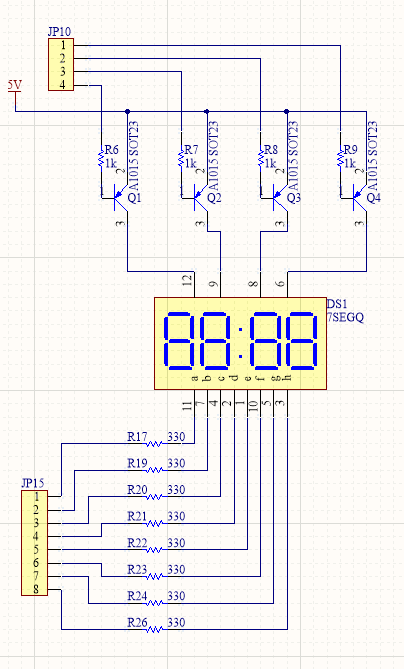 JP10
1
2
3
4
5V
R6
1k
A1015 SOT23
2
1
Q1
3
R7
1k
A1015 SOT23
2
1
Q2
3
R8
1k
A1015 SOT23
2
1
Q3
3
R9
1k
A1015 SOT23
2
1
Q4
3
12
9
8
6
DS1
7SEGQ
88:88
a
b
c
d
e
f
g
h
11
7
4
2
1
10
5
3
JP15
1
2
3
4
5
6
7
8
R17 330
R19 330
R20 330
R21 330
R22 330
R23 330
R24 330
R26 330